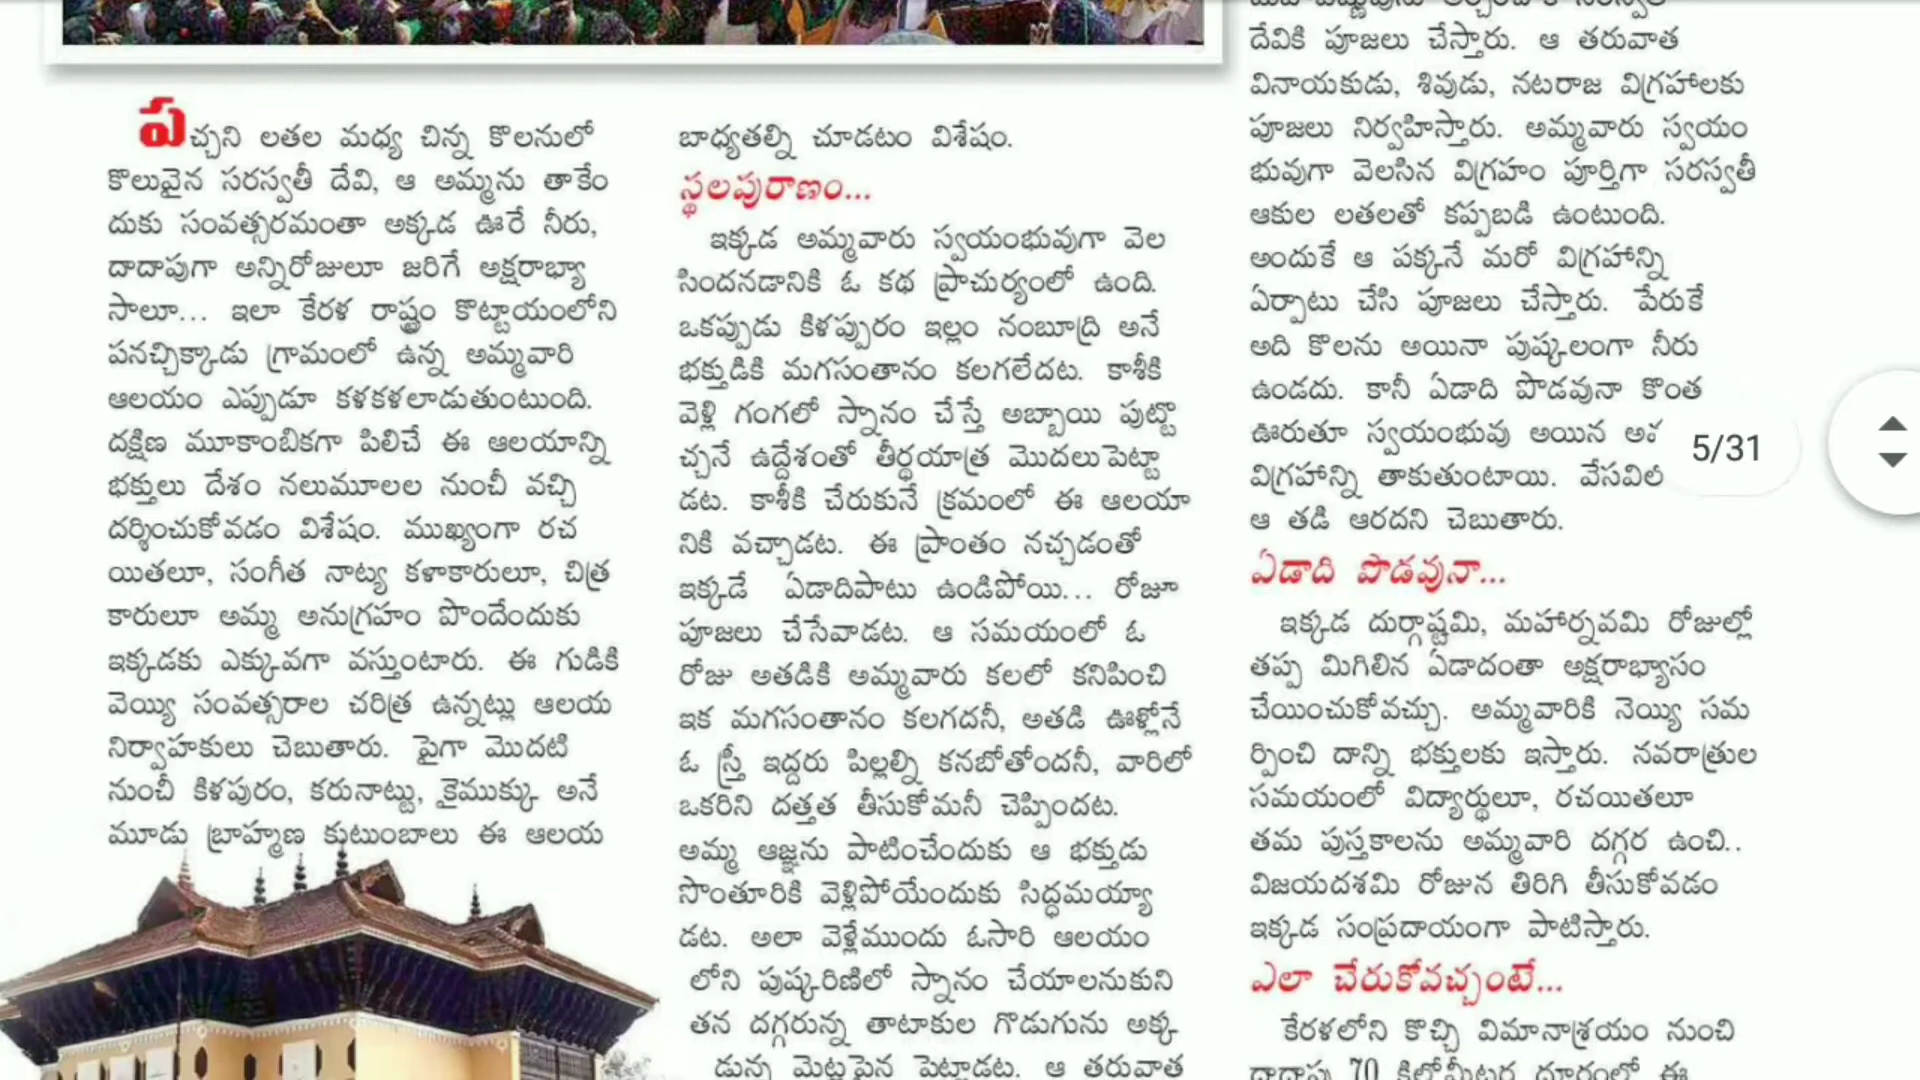 పచ్చని లతల మధ్య చిన్న కొలనులో
కొలువైన సరస్వతీ దేవి, ఆ అమ్మను తాకేం
దుకు సంవత్సరమంతా అక్కడ ఊరే నీరు,
దాదాపుగా అన్నిరోజులూ జరిగే అక్షరాభ్యా
సాలూ... ఇలా కేరళ రాష్ట్రం కొట్టాయంలోని
పనచ్చిక్కాడు గ్రామంలో ఉన్న అమ్మవారి
ఆలయం ఎప్పుడూ కళకళలాడుతుంటుంది.
దక్షిణ మూకాంబికగా పిలిచే ఈ ఆలయాన్ని
భక్తులు దేశం నలుమూలల నుంచీ వచ్చి
దర్శించుకోవడం విశేషం. ముఖ్యంగా రచ
యితలూ, సంగీత నాట్య కళాకారులూ, చిత్ర
కారులూ అమ్మ అనుగ్రహం పొందేందుకు
ఇక్కడకు ఎక్కువగా వస్తుంటారు. ఈ గుడికి
వెయ్యి సంవత్సరాల చరిత్ర ఉన్నట్లు ఆలయ
నిర్వాహకులు చెబుతారు. పైగా మొదటి
నుంచీ కిళపురం, కరునాట్టు, కైముక్కు అనే
మూడు బ్రాహ్మణ కుటుంబాలు ఈ ఆలయ
బాధ్యతల్ని చూడటం విశేషం.
స్థలపురాణం...
ఇక్కడ అమ్మవారు స్వయంభువుగా వెల
సిందనడానికి ఓ కథ ప్రాచుర్యంలో ఉంది.
ఒకప్పుడు కిళప్పురం ఇల్లం నంబూద్రి అనే
భక్తుడికి మగసంతానం కలగలేదట. కాశీకి
వెళ్లి గంగలో స్నానం చేస్తే అబ్బాయి పుట్టొ
చ్చనే ఉద్దేశంతో తీర్థయాత్ర మొదలుపెట్టా
డట. కాశీకి చేరుకునే క్రమంలో ఈ ఆలయా
నికి వచ్చాడట. ఈ ప్రాంతం నచ్చడంతో
ఇక్కడే ఏడాదిపాటు ఉండిపోయి... రోజూ
పూజలు చేసేవాడట. ఆ సమయంలో ఓ
రోజు అతడికి అమ్మవారు కలలో కనిపించి
ఇక మగసంతానం కలగదనీ, అతడి ఊళ్లోనే
ఓ స్త్రీ ఇద్దరు పిల్లల్ని కనబోతోందనీ, వారిలో
ఒకరిని దత్తత తీసుకోమనీ చెప్పిందట.
అమ్మ ఆజ్ఞను పాటించేందుకు ఆ భక్తుడు
సొంతూరికి వెళ్లిపోయేందుకు సిద్ధమయ్యా
డట. అలా వెళ్లేముందు ఓసారి ఆలయం
లోని పుష్కరిణిలో స్నానం చేయాలనుకుని
తన దగ్గరున్న తాటాకుల గొడుగును అక్క
డున్న మెట్లపైన పెట్టాడట. ఆ తరువాత
దేవికి పూజలు చేస్తారు. ఆ తరువాత
వినాయకుడు, శివుడు, నటరాజ విగ్రహాలకు
పూజలు నిర్వహిస్తారు. అమ్మవారు స్వయం
భువుగా వెలసిన విగ్రహం పూర్తిగా సరస్వతీ
ఆకుల లతలతో కప్పబడి ఉంటుంది.
అందుకే ఆ పక్కనే మరో విగ్రహాన్ని
ఏర్పాటు చేసి పూజలు చేస్తారు. పేరుకే
అది కొలను అయినా పుష్కలంగా నీరు
ఉండదు. కానీ ఏడాది పొడవునా కొంత
ఊరుతూ స్వయంభువు అయిన
విగ్రహాన్ని తాకుతుంటాయి.
ఆ తడి ఆరదని చెబుతారు.
5/31
ఏడాది పొడవునా...
ఇక్కడ దుర్గాష్టమి, మహార్నవమి రోజుల్లో
తప్ప మిగిలిన ఏడాదంతా అక్షరాభ్యాసం
చేయించుకోవచ్చు. అమ్మవారికి నెయ్యి సమ
ర్పించి దాన్ని భక్తులకు ఇస్తారు. నవరాత్రుల
సమయంలో విద్యార్థులూ, రచయితలూ
తమ పుస్తకాలను అమ్మవారి దగ్గర ఉంచి..
విజయదశమి రోజున తిరిగి తీసుకోవడం
ఇక్కడ సంప్రదాయంగా పాటిస్తారు.
ఎలా చేరుకోవచ్చంటే...
కేరళలోని కొచ్చి విమానాశ్రయం నుంచి
దాదాపు 70 కిలోమీటర్ల దూరంలో ఈ